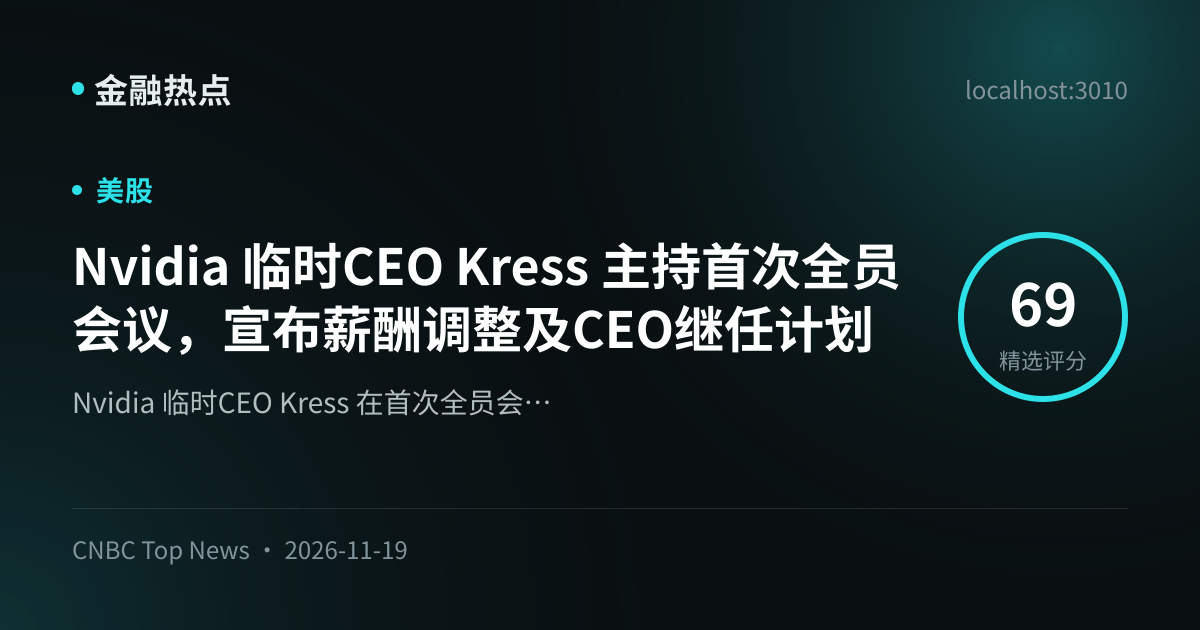 金融热点
localhost:3010
美股
Nvidia 临时CEO Kress 主持首次全员
会议，宣布薪酬调整及CEO继任计划
69
精选评分
Nvidia 临时CEO Kress 在首次全员会…
CNBC Top News · 2026-11-19